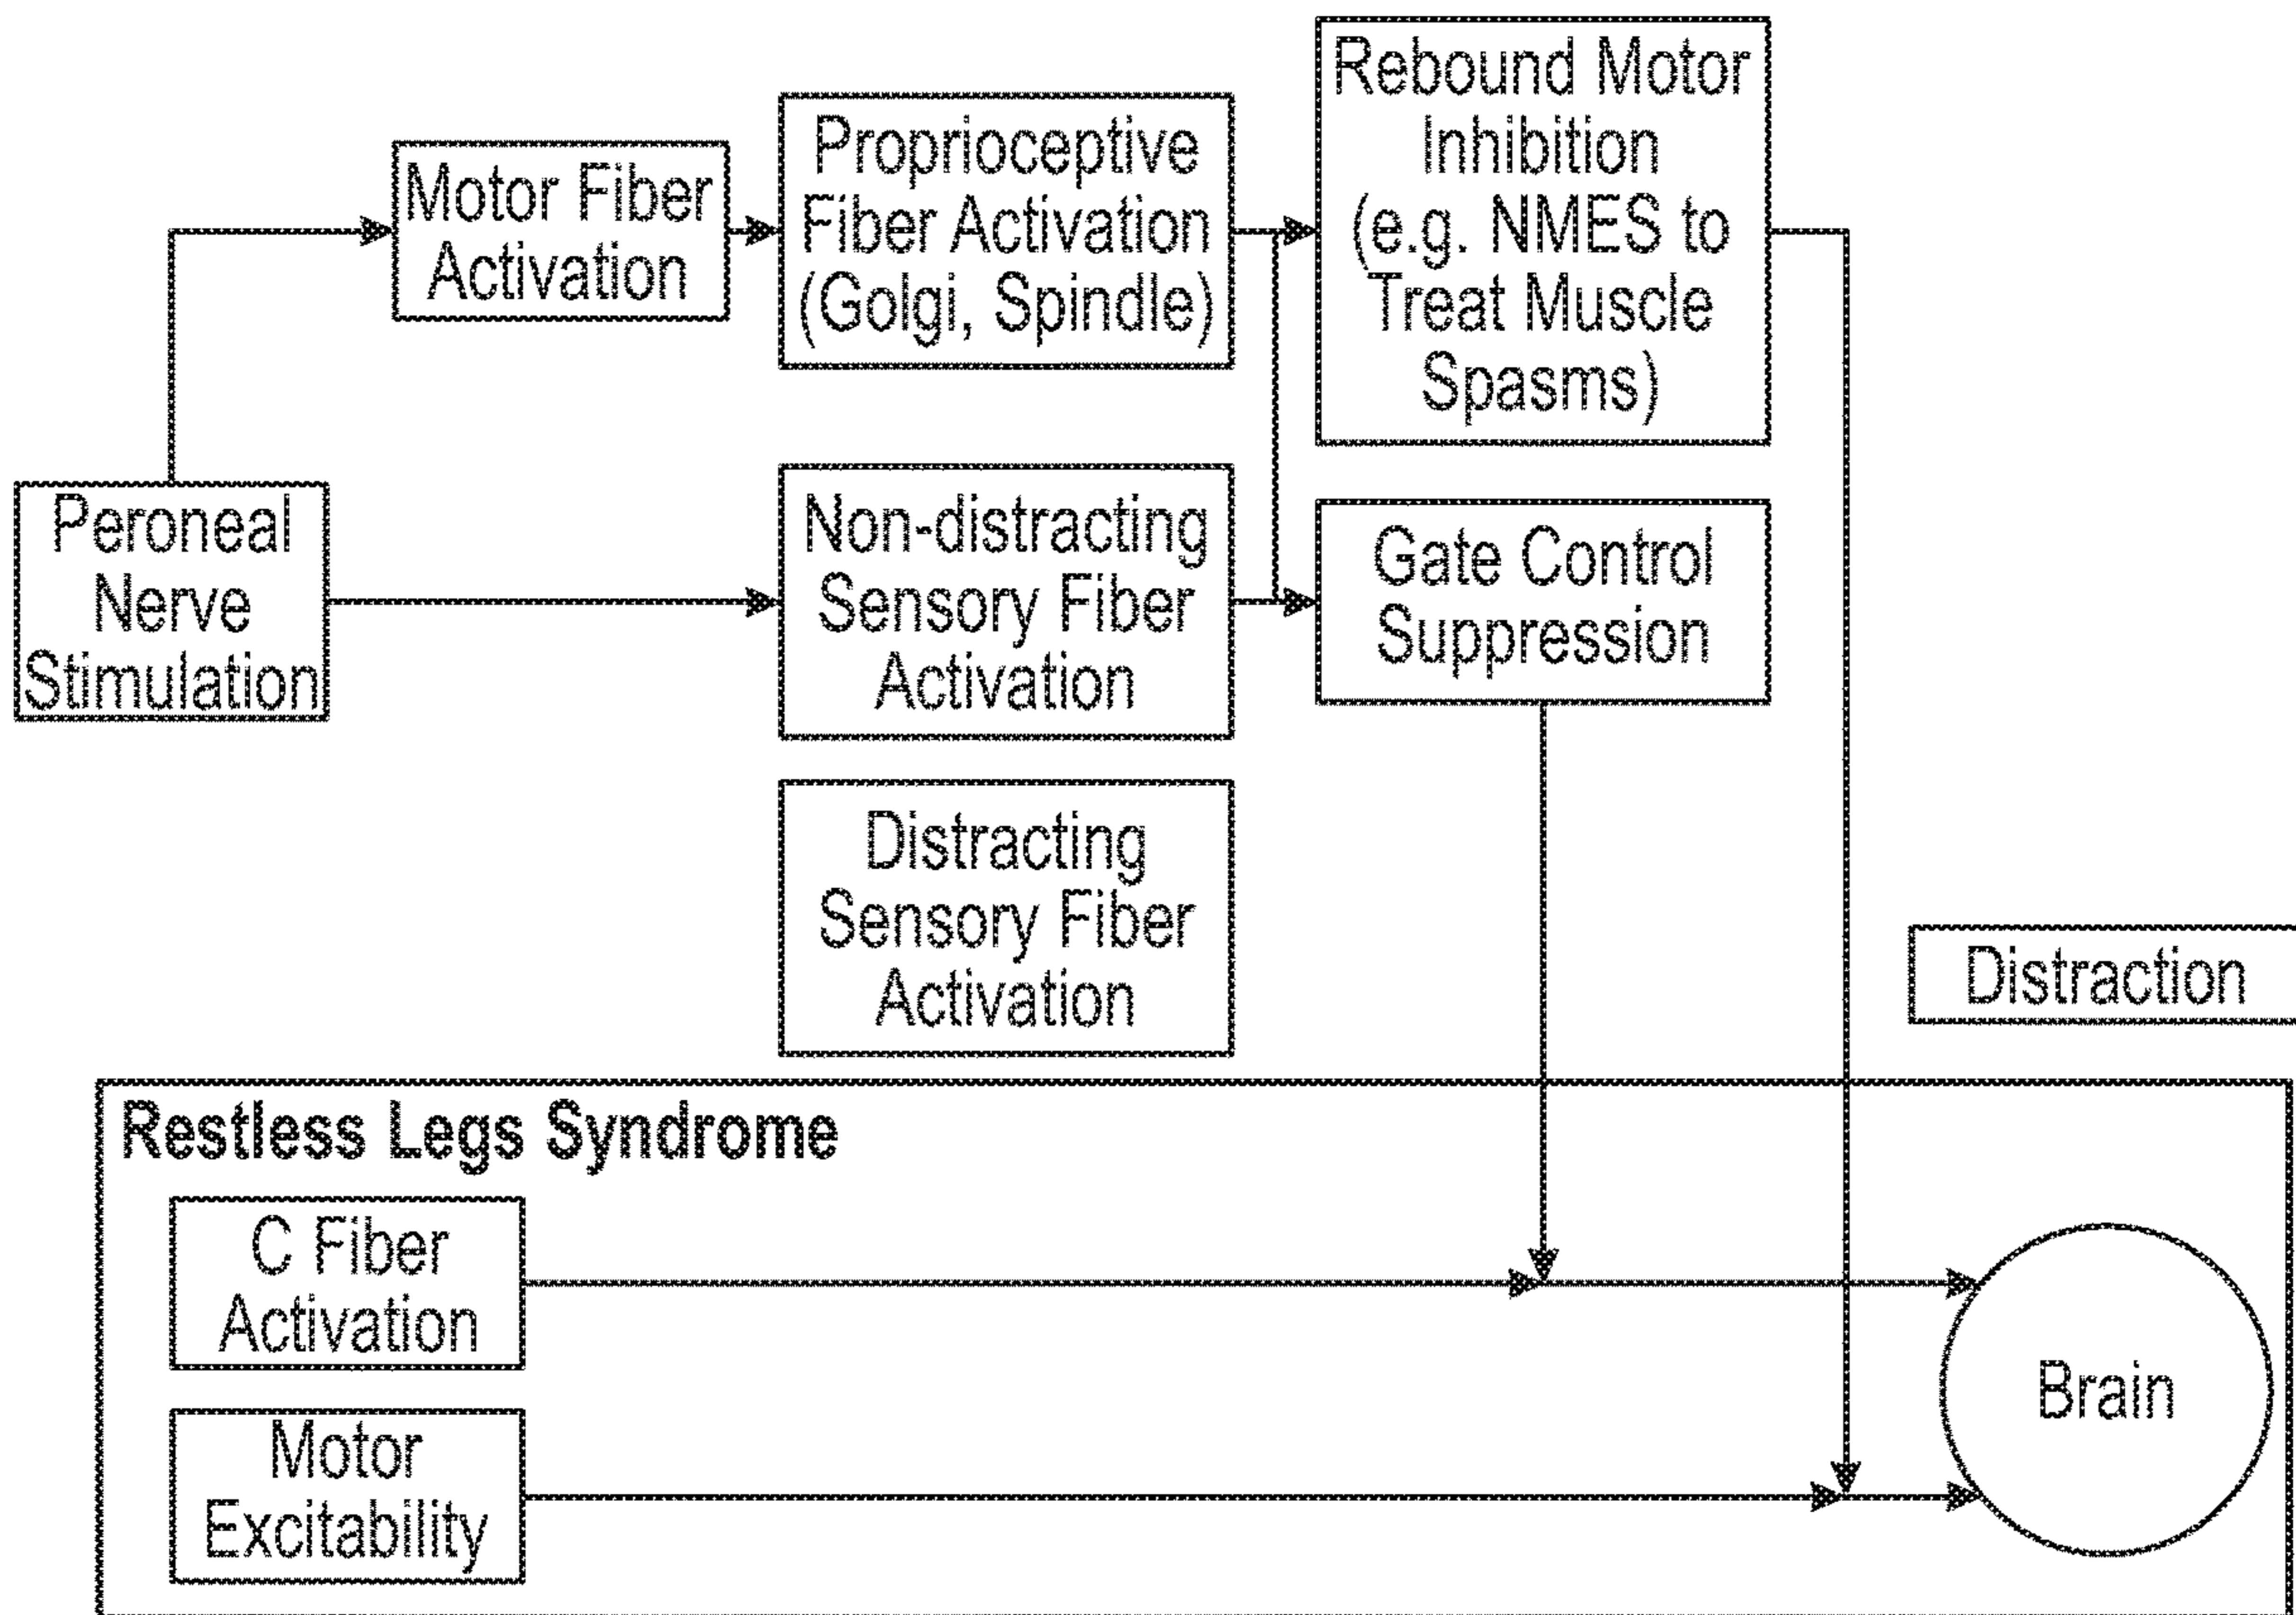 Peroneal
Nerve
Stimulation
Motor Fiber
Activation
Proprioceptive
Fiber Activation
(Golgi, Spindle)
Rebound Motor
Inhibition
(e.g. NMES to
Treat Muscle
Spasms)
Non-distracting
Sensory Fiber
Activation
Gate Control
Suppression
Distracting
Sensory Fiber
Activation
Distraction
Restless Legs Syndrome
C Fiber
Activation
Motor
Excitability
Brain